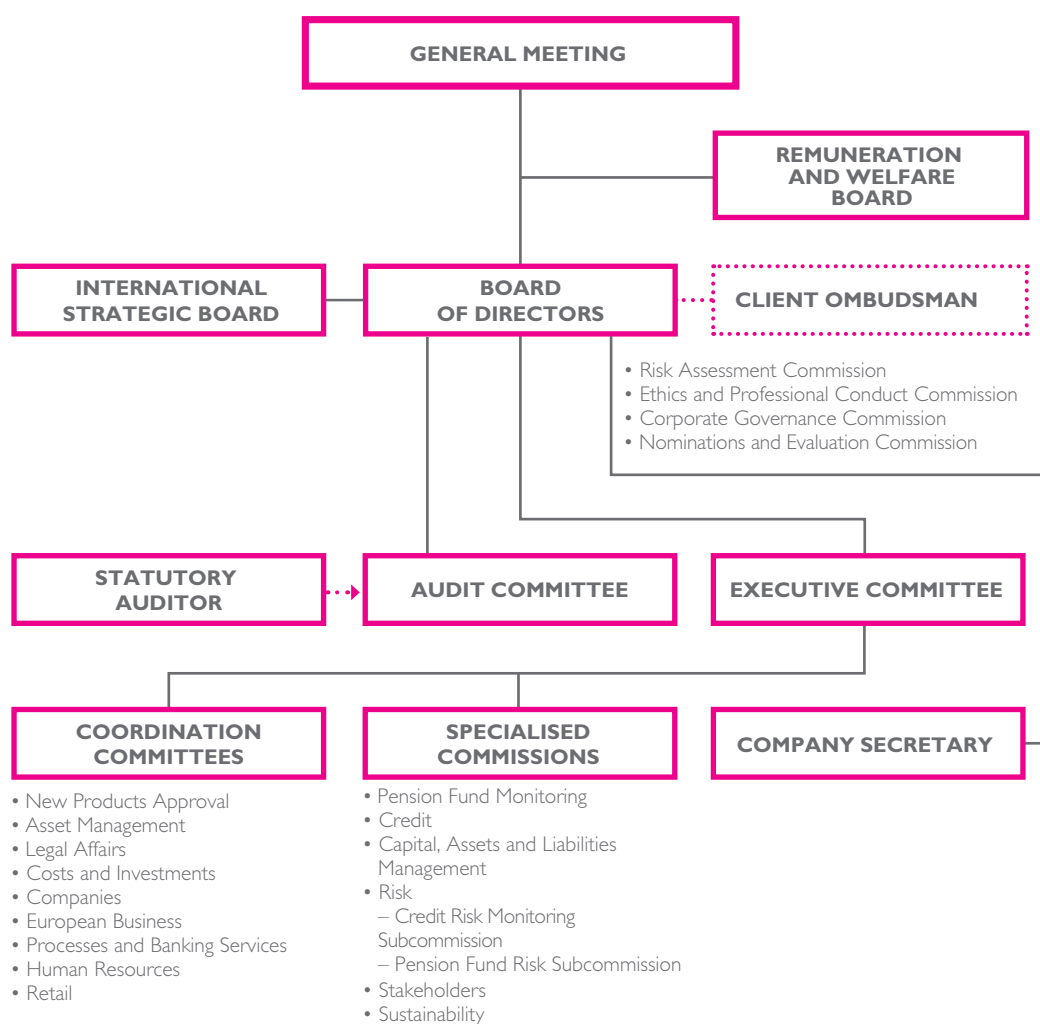 GENERAL MEETING
REMUNERATION
AND WELFARE
BOARD
INTERNATIONAL
STRATEGIC BOARD
BOARD
OF DIRECTORS
CLIENT OMBUDSMAN
• Risk Assessment Commission
• Ethics and Professional Conduct Commission
• Corporate Governance Commission
• Nominations and Evaluation Commission
STATUTORY
AUDITOR
AUDIT COMMITTEE
EXECUTIVE COMMITTEE
COORDINATION
COMMITTEES
• New Products Approval
• Asset Management
• Legal Affairs
• Costs and Investments
• Companies
• European Business
• Processes and Banking Services
• Human Resources
• Retail
SPECIALISED
COMMISSIONS
• Pension Fund Monitoring
• Credit
• Capital, Assets and Liabilities
Management
• Risk
– Credit Risk Monitoring
Subcommission
– Pension Fund Risk Subcommission
• Stakeholders
• Sustainability
COMPANY SECRETARY